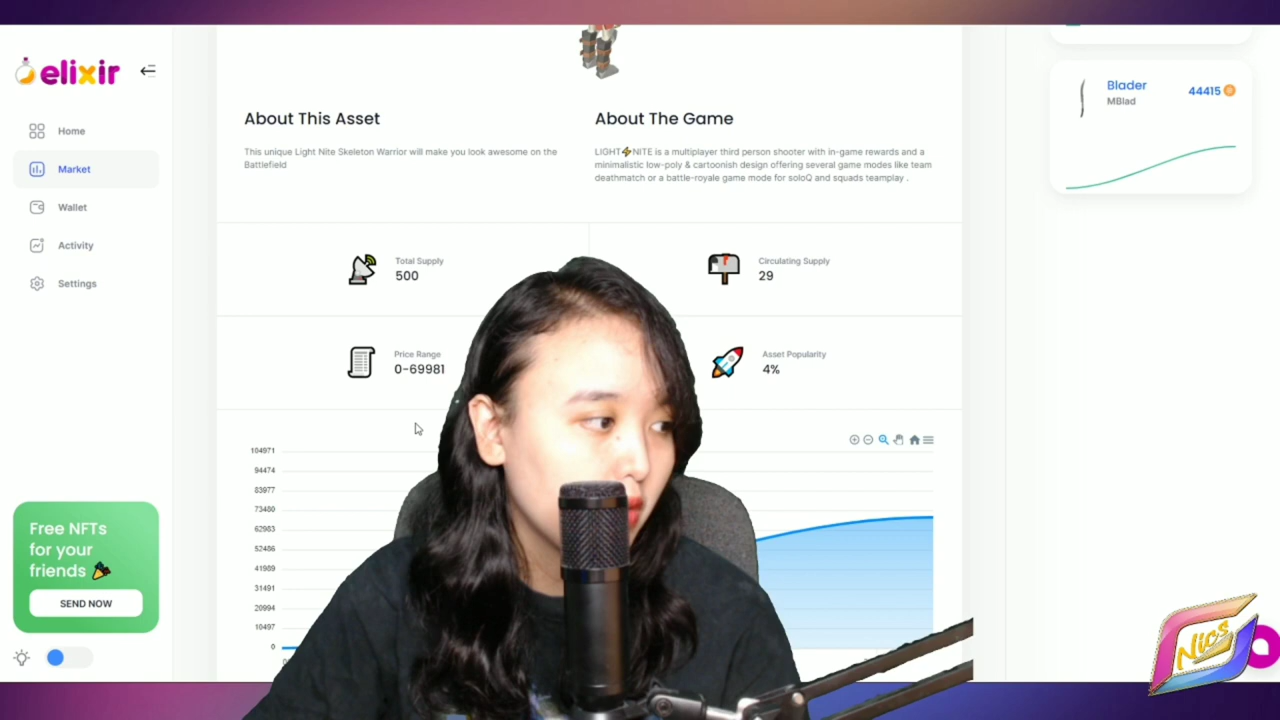 elixir
Home
Market
Wallet
Activity
Settings
Free NFTs
for your
friends
SEND NOW
About This Asset
This unique Light Nite Skeleton Warrior will make you look awesome on the
Battlefield
About The Game
LIGHT⚡NITE is a multiplayer third person shooter with in-game rewards and a
minimalistic low-poly & cartoonish design offering several game modes like team
deathmatch or a battle-royale game mode for soloQ and squads teamplay .
Total Supply
500
Circulating Supply
29
Price Range
0-69981
Asset Popularity
4%
104971
94474
83977
73480
62983
52486
41989
31491
20994
10497
0
Blader
44415
MBlad
Nics